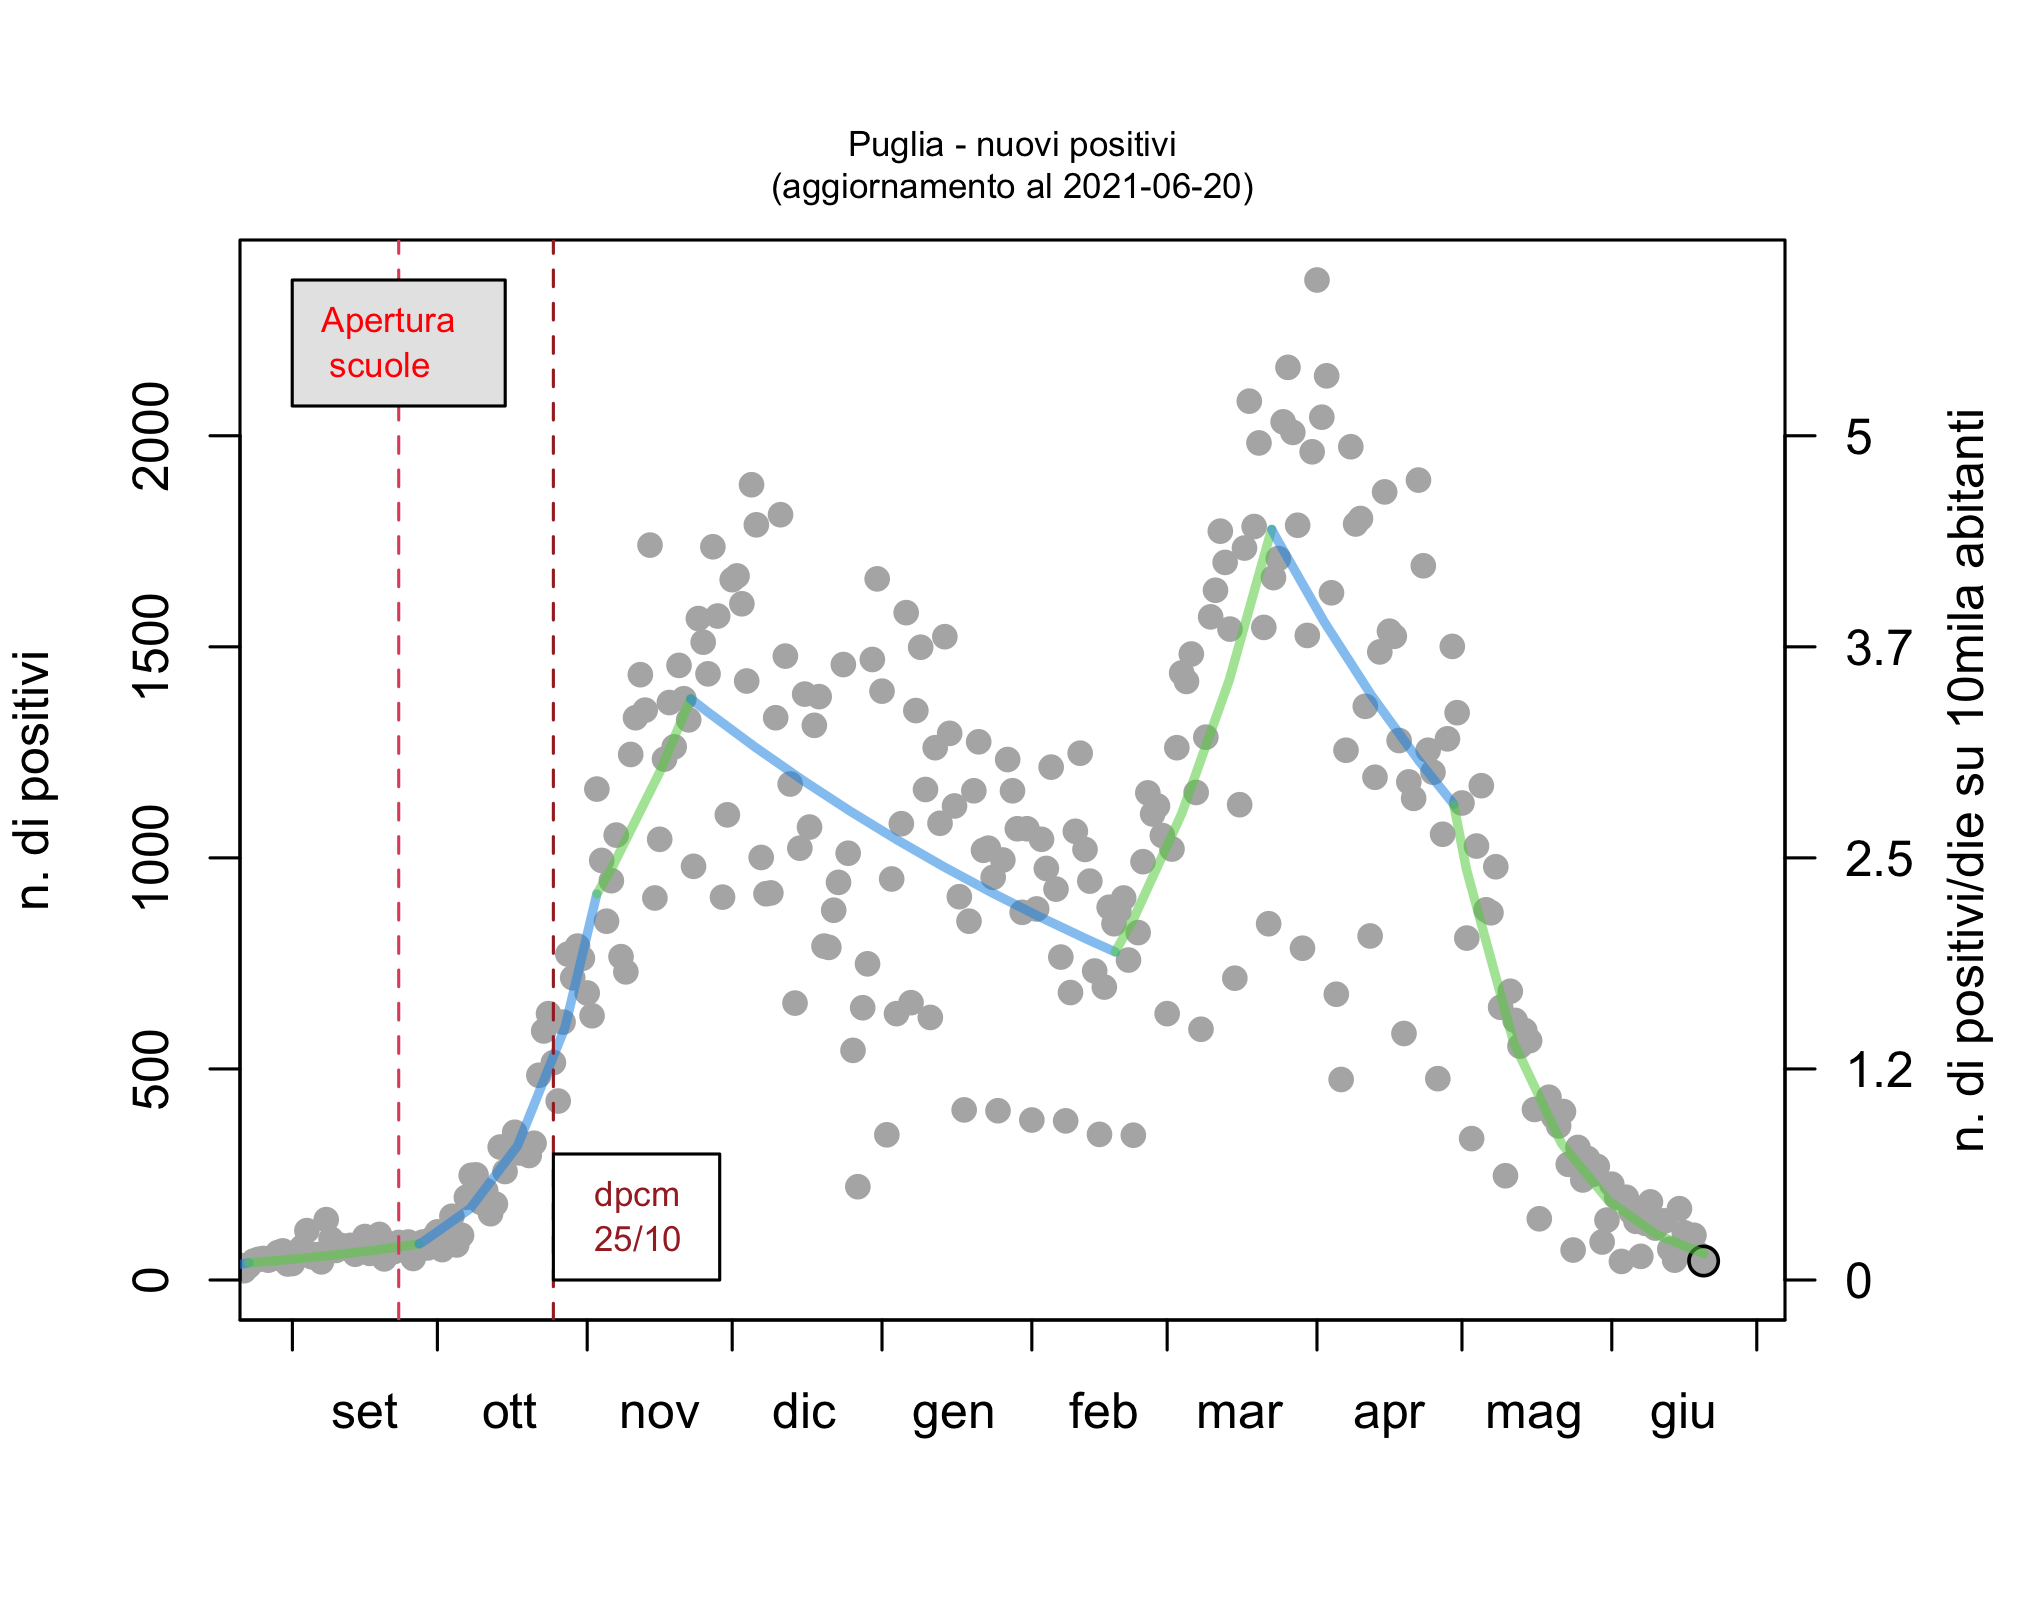 Puglia - nuovi positivi
(aggiornamento al 2021-06-20)
Apertura
scuole
dpcm
25/10
n. di positivi
0
500
1000
1500
2000
n. di positivi/die su 10mila abitanti
5
3.7
2.5
1.2
0
set ott nov dic gen feb mar apr mag giu